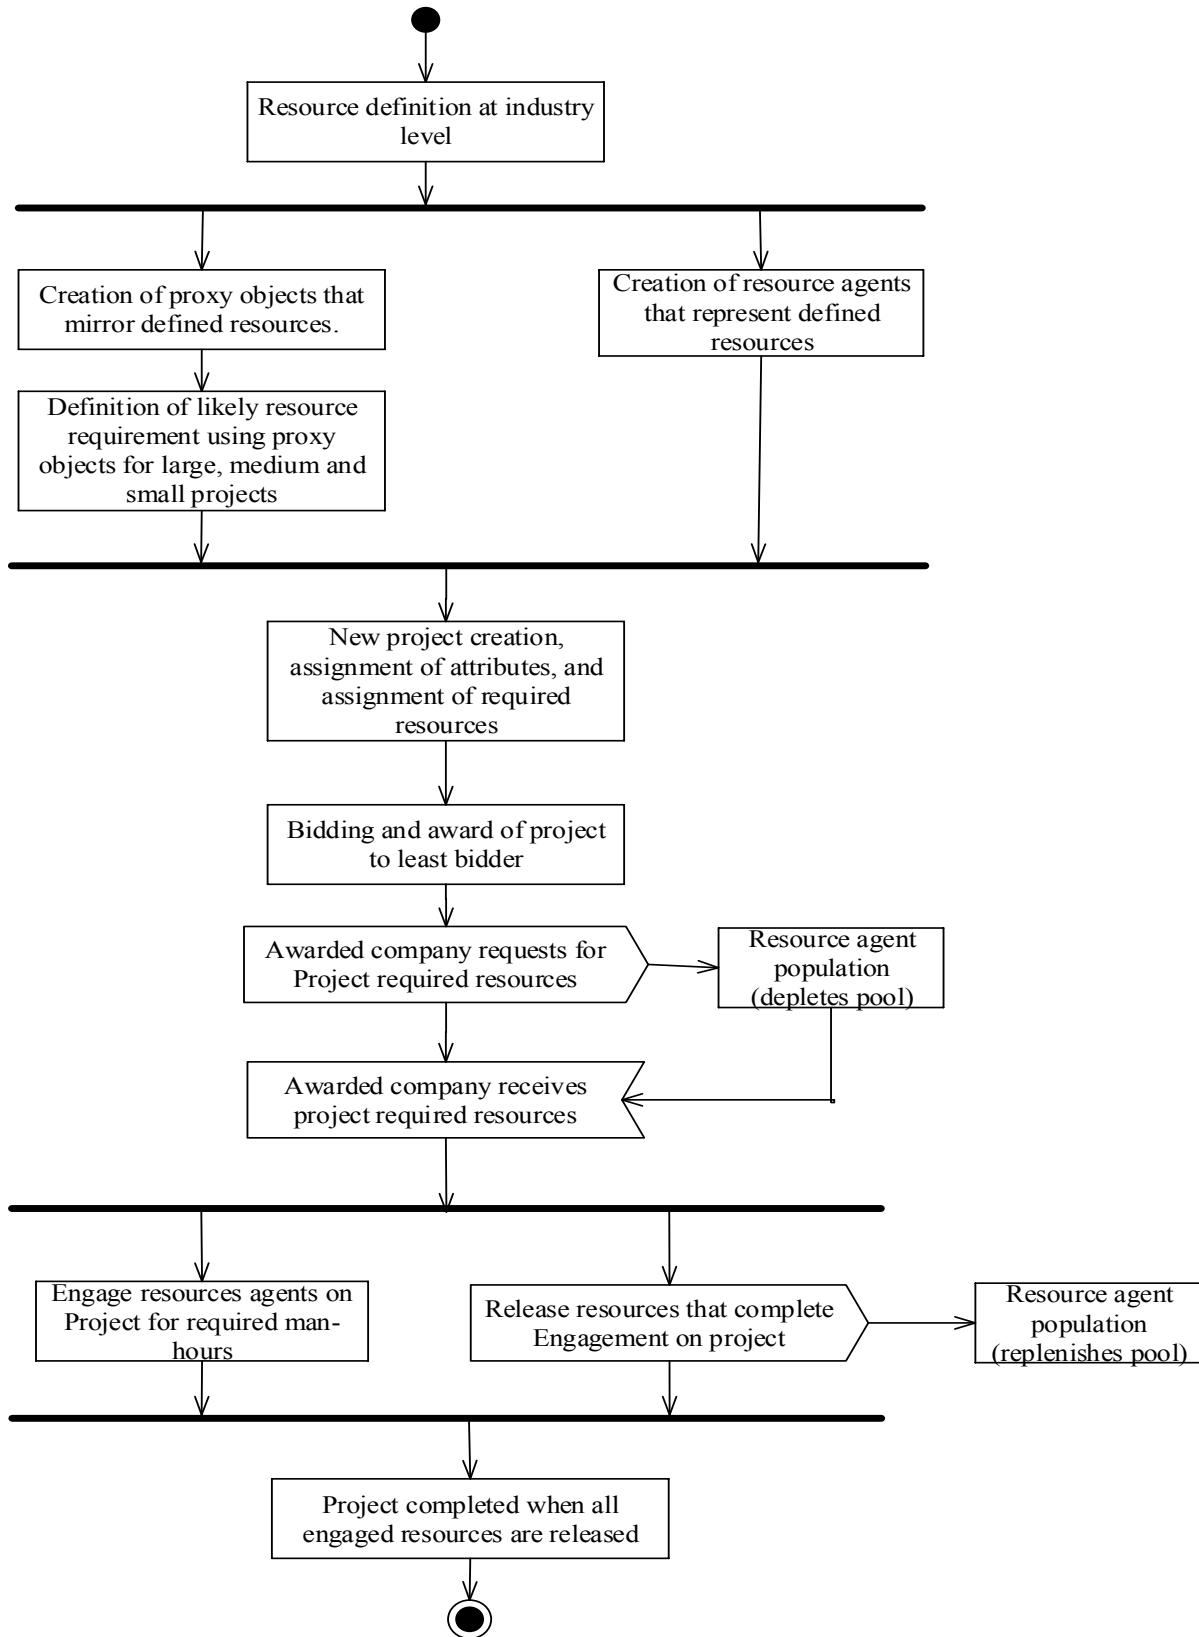 Resource definition at industry
level
Creation of proxy objects that
mirror defined resources.
Creation of resource agents
that represent defined
resources
Definition of likely resource
requirement using proxy
objects for large, medium and
small projects
New project creation,
assignment of attributes, and
assignment of required
resources
Bidding and award of project
to least bidder
Awarded company requests for
Project required resources
Resource agent
population
(depletes pool)
Awarded company receives
project required resources
Engage resources agents on
Project for required man-
hours
Release resources that complete
Engagement on project
Resource agent
population
(replenishes pool)
Project completed when all
engaged resources are released